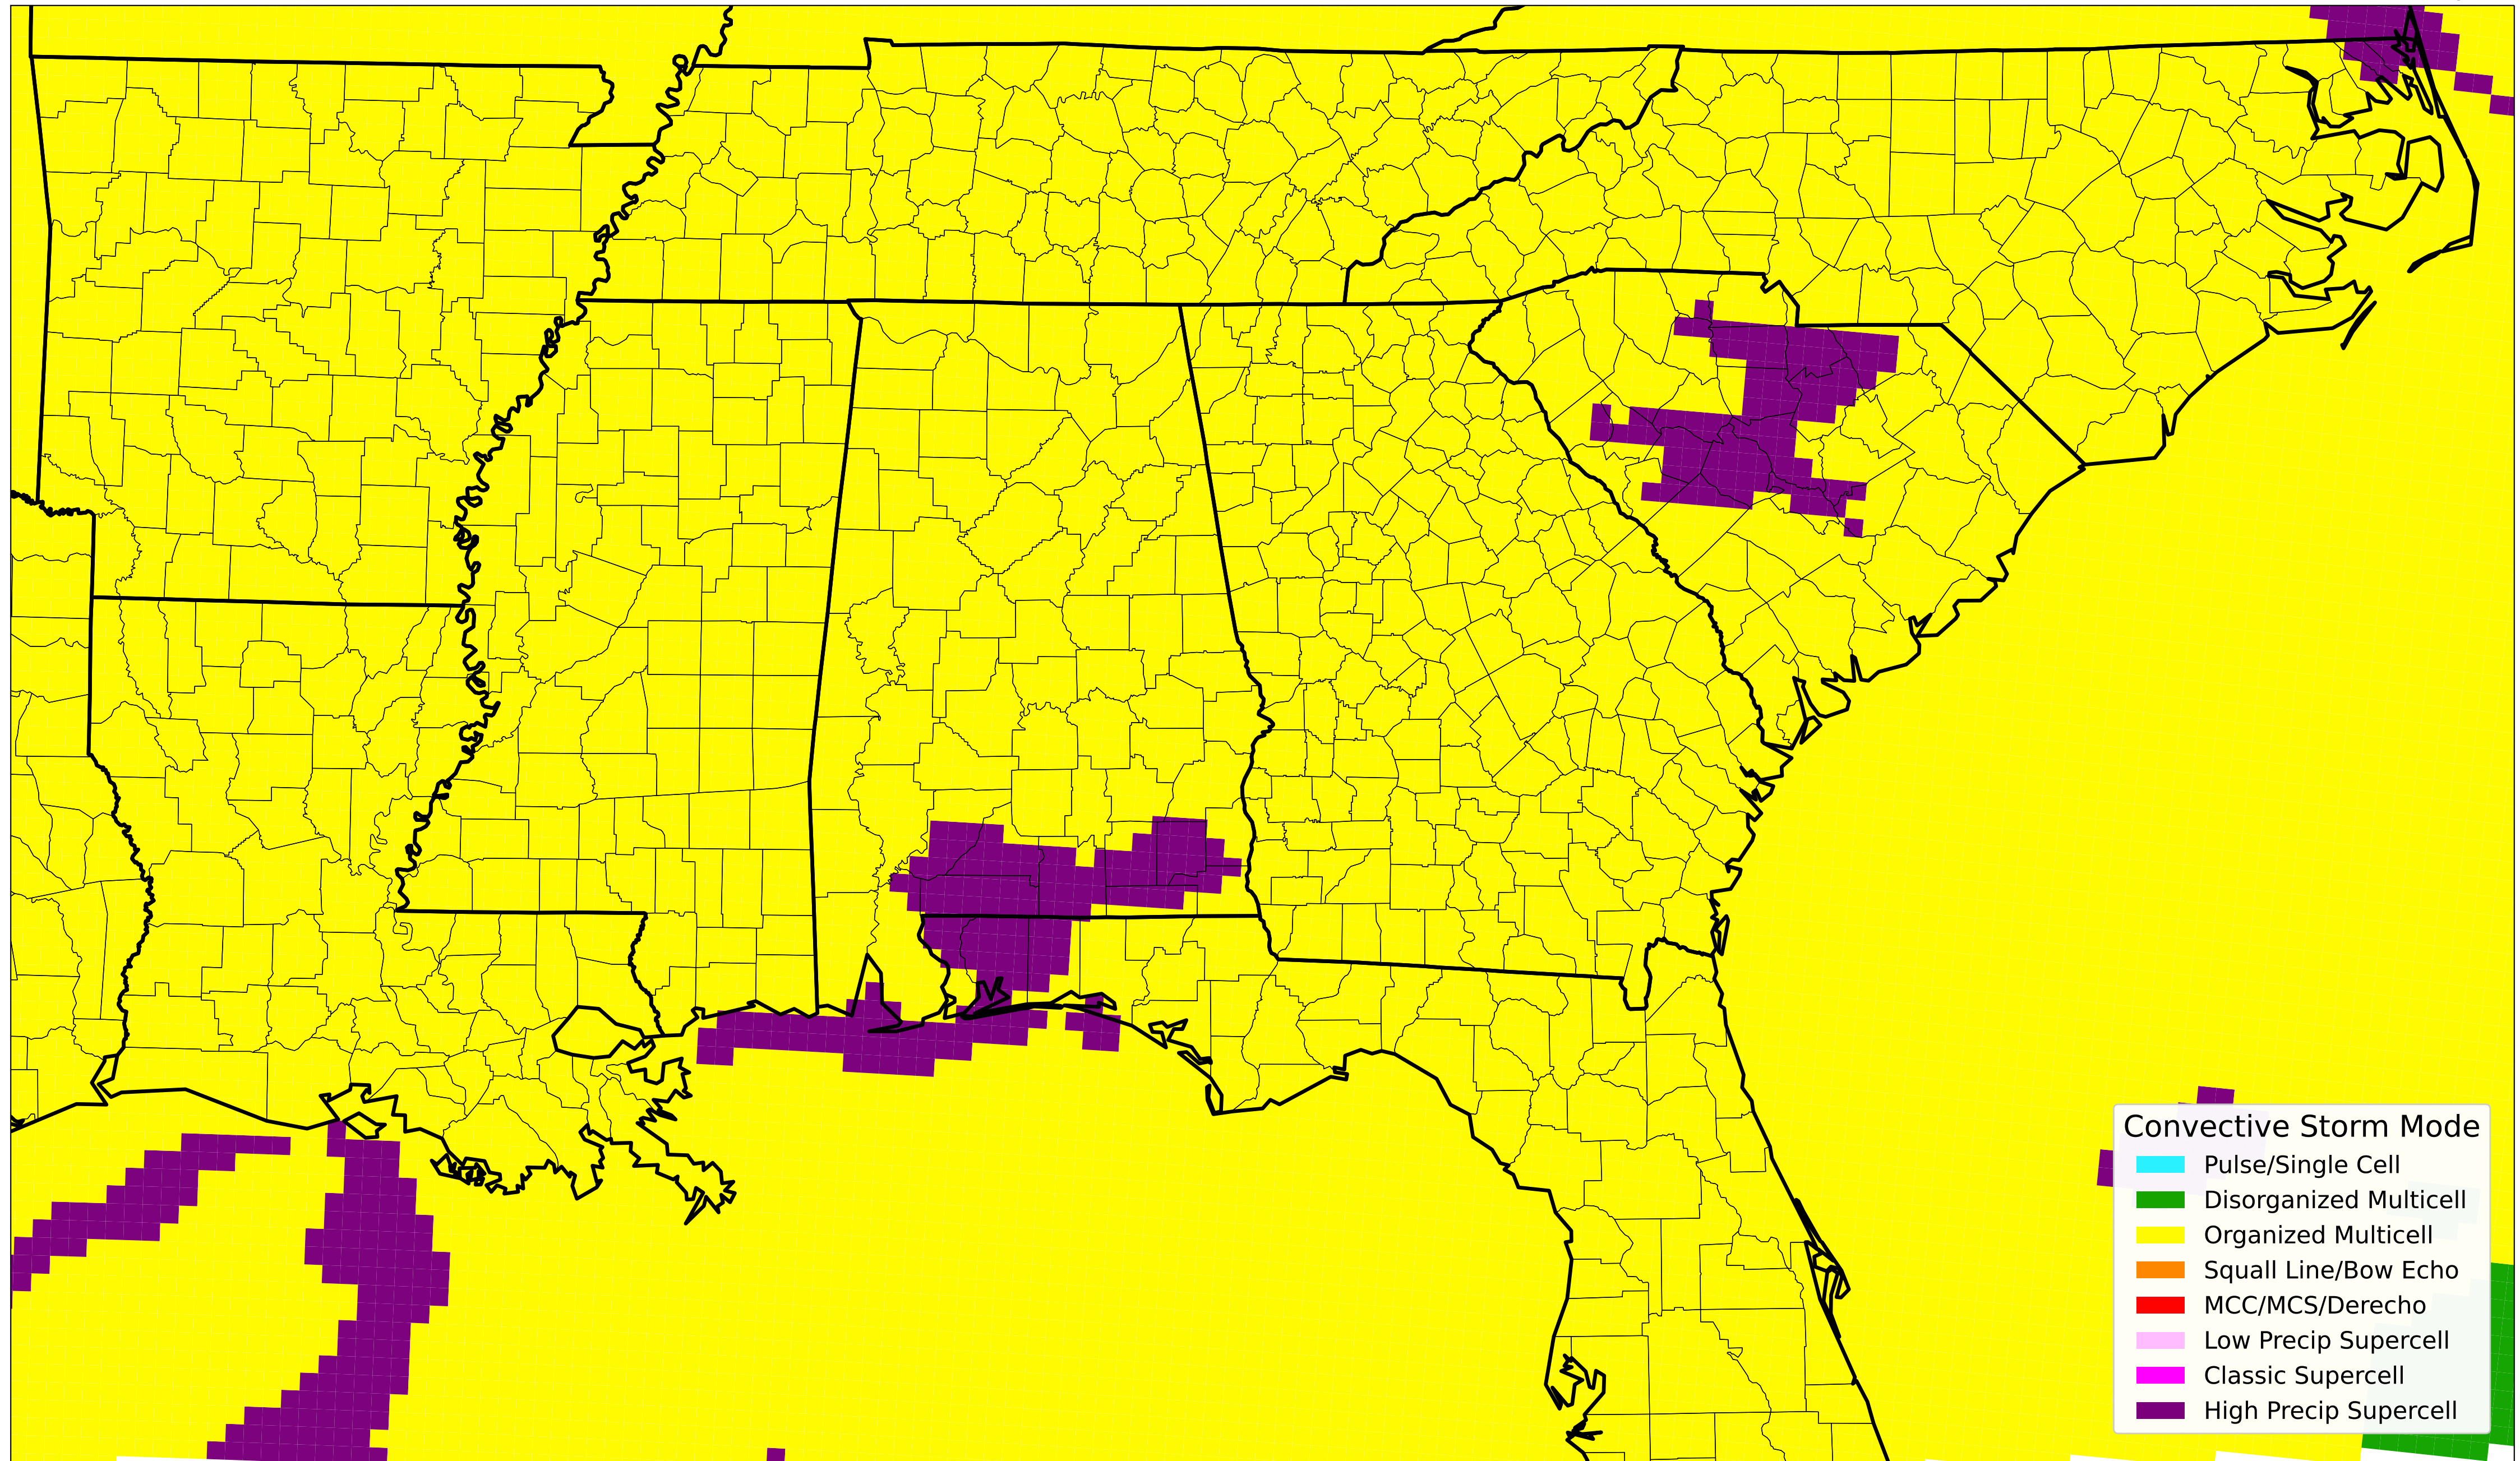 Convective Storm Mode
Pulse/Single Cell
Disorganized Multicell
Organized Multicell
Squall Line/Bow Echo
MCC/MCS/Derecho
Low Precip Supercell
Classic Supercell
High Precip Supercell